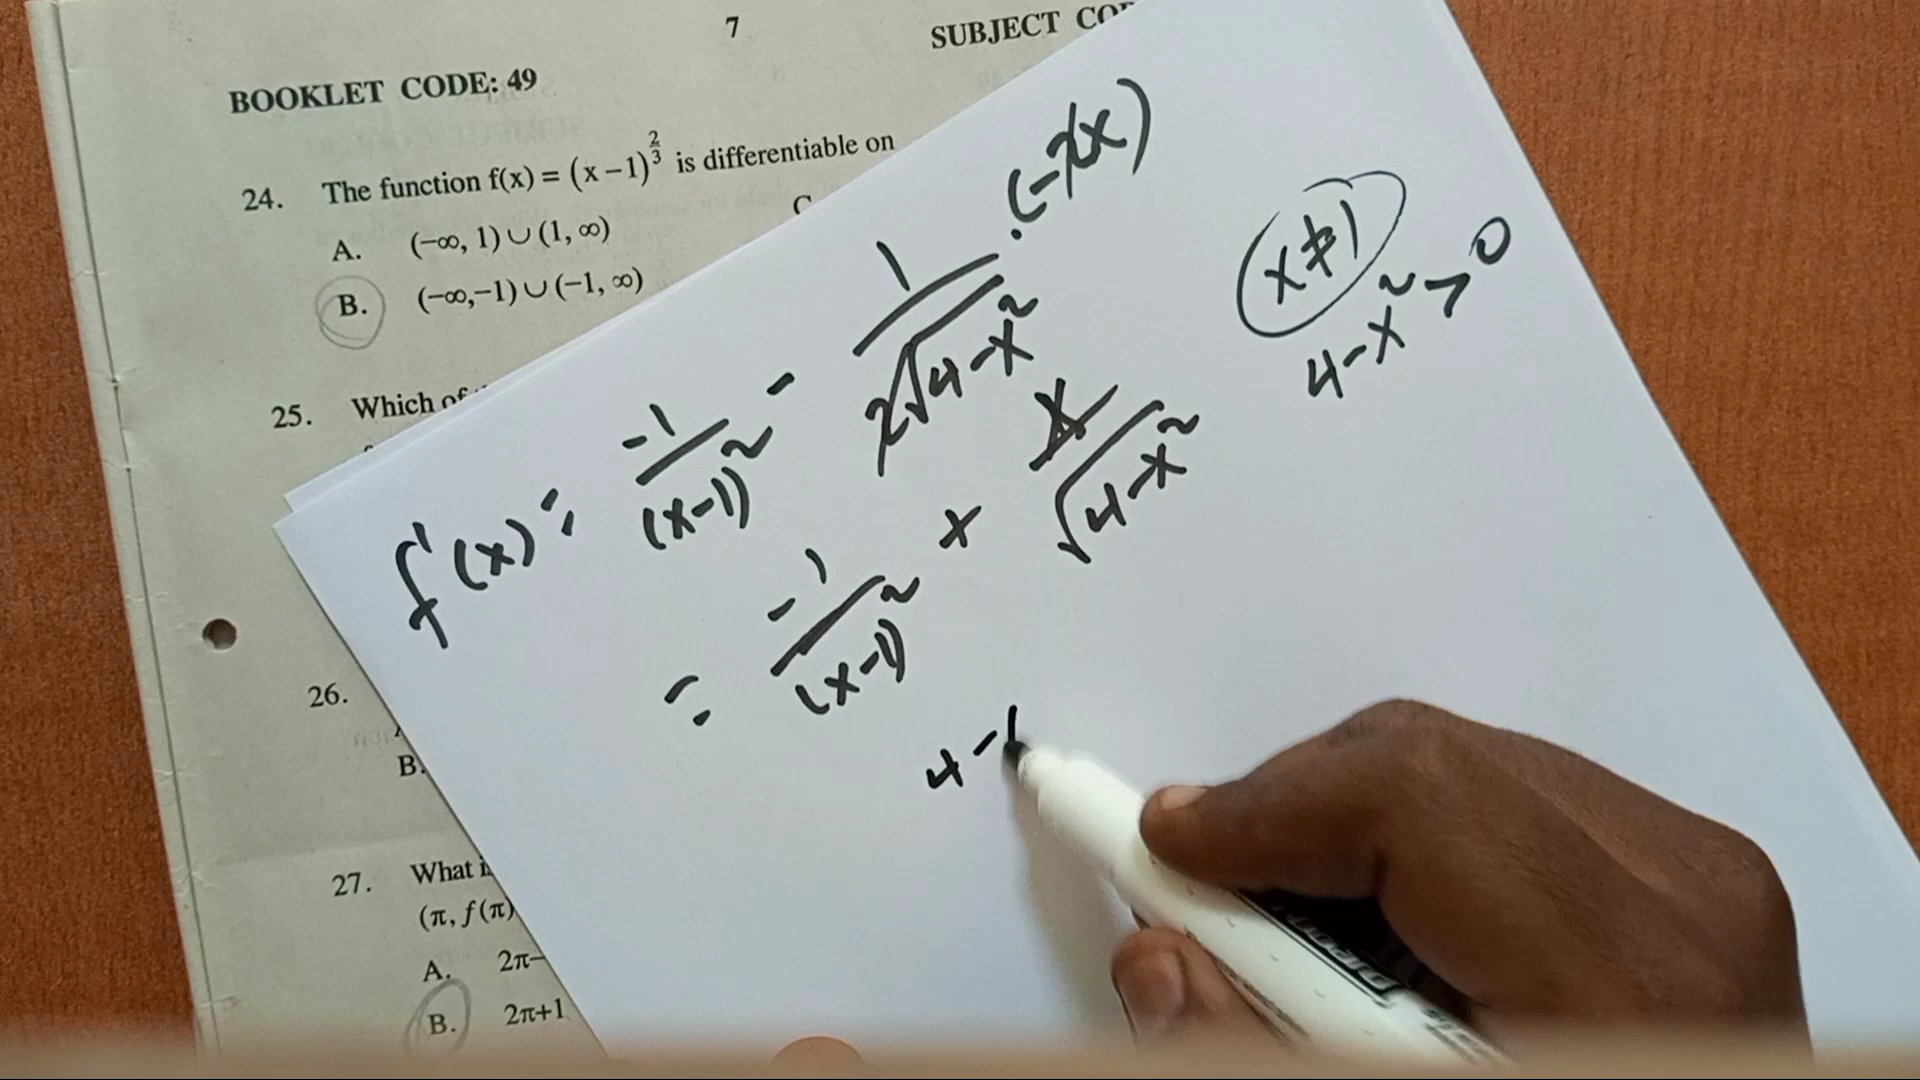 7
SUBJECT
BOOKLET CODE: 49
24. The function f(x) = (x – 1)^(2/3) is differentiable on
A. (–∞, 1) ∪ (1, ∞)
C
B. (–∞,–1) ∪ (–1, ∞)
25. Which of
26.
B.
27. What
(π, f(π)
A. 2π–
B. 2π+1
f'(x) = -1/(x-1)² - 1/(2√(4-x²)) · (-2x)
= -1/(x-1)² + x/√(4-x²)
x≠1
4-x² > 0
4 -